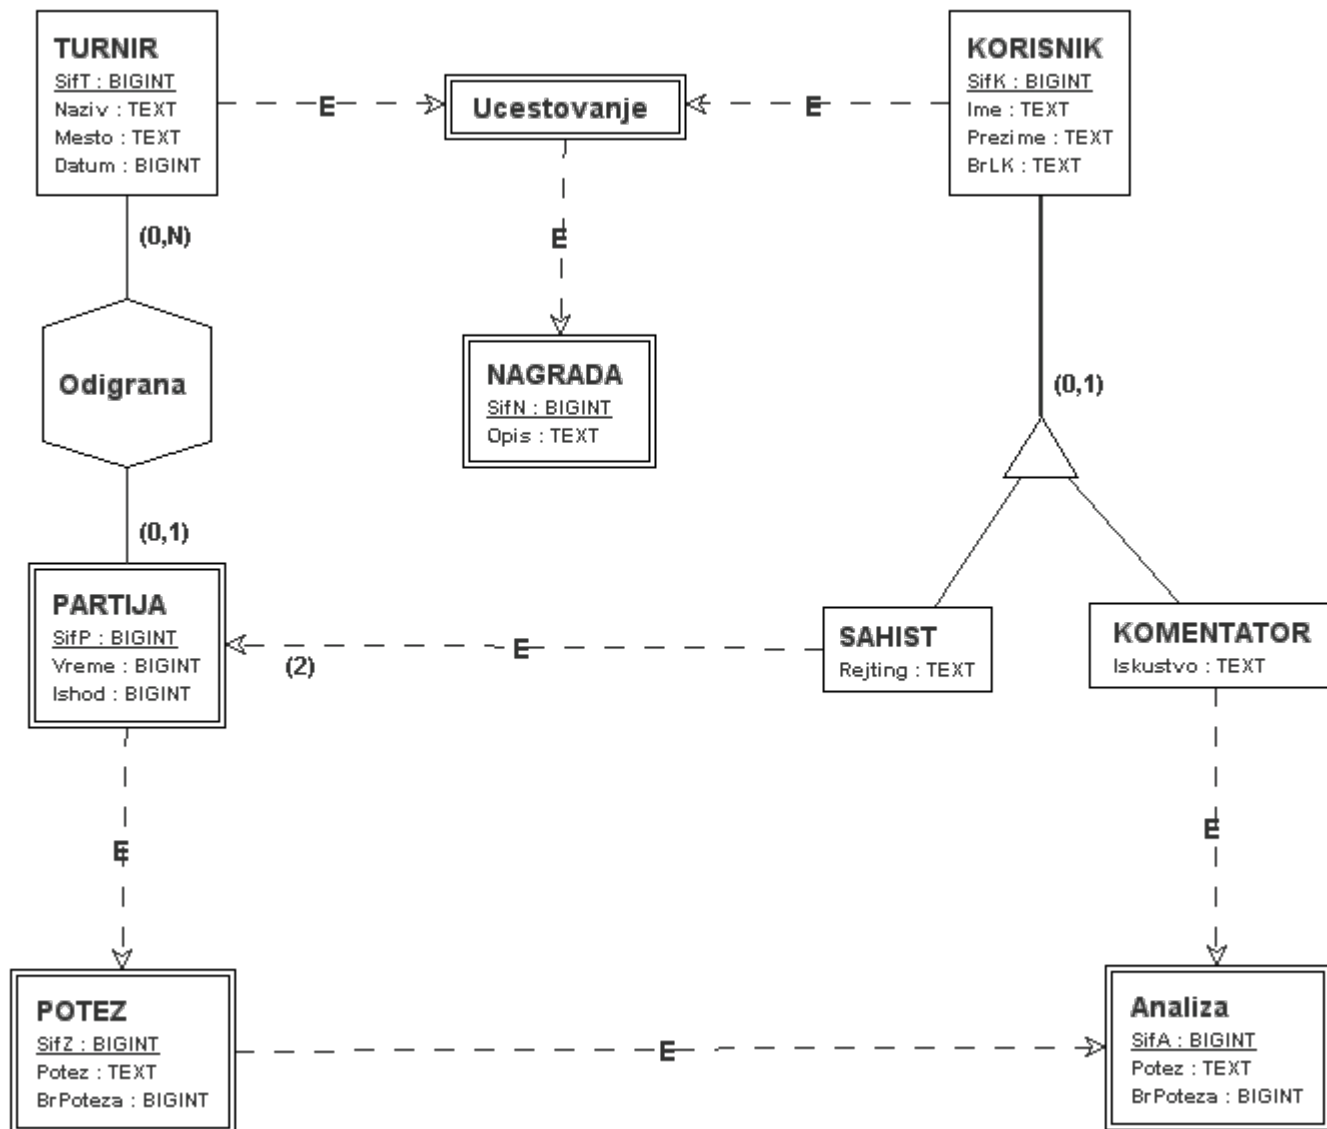 TURNIR
SifT : BIGINT
Naziv : TEXT
Mesto : TEXT
Datum : BIGINT
E
Ucestovanje
E
KORISNIK
SifK : BIGINT
Ime : TEXT
Prezime : TEXT
BrLK : TEXT
(0,N)
E
Odigrana
NAGRADA
SifN : BIGINT
Opis : TEXT
(0,1)
(0,1)
PARTIJA
SifP : BIGINT
Vreme : BIGINT
Ishod : BIGINT
(2)
E
SAHIST
Rejting : TEXT
KOMENTATOR
Iskustvo : TEXT
E
E
POTEZ
SifZ : BIGINT
Potez : TEXT
BrPoteza : BIGINT
E
Analiza
SifA : BIGINT
Potez : TEXT
BrPoteza : BIGINT